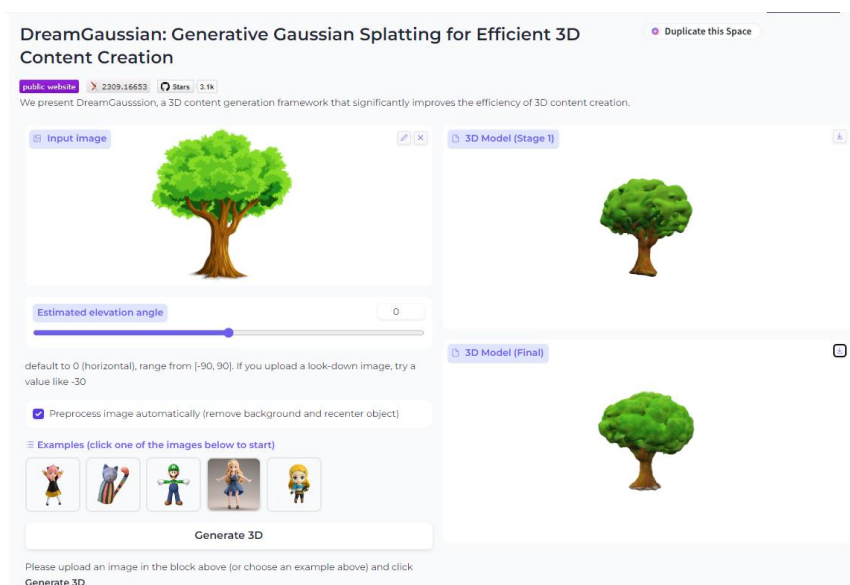 DreamGaussian: Generative Gaussian Splatting for Efficient 3D
Content Creation
Duplicate this Space
public website
2309.16653
Stars
3.1k
We present DreamGausssion, a 3D content generation framework that significantly improves the efficiency of 3D content creation.
Input image
3D Model (Stage 1)
Estimated elevation angle
0
3D Model (Final)
default to 0 (horizontal), range from [-90, 90]. If you upload a look-down image, try a
value like -30
Preprocess image automatically (remove background and recenter object)
Examples (click one of the images below to start)
Generate 3D
Please upload an image in the block above (or choose an example above) and click
Generate 3D.